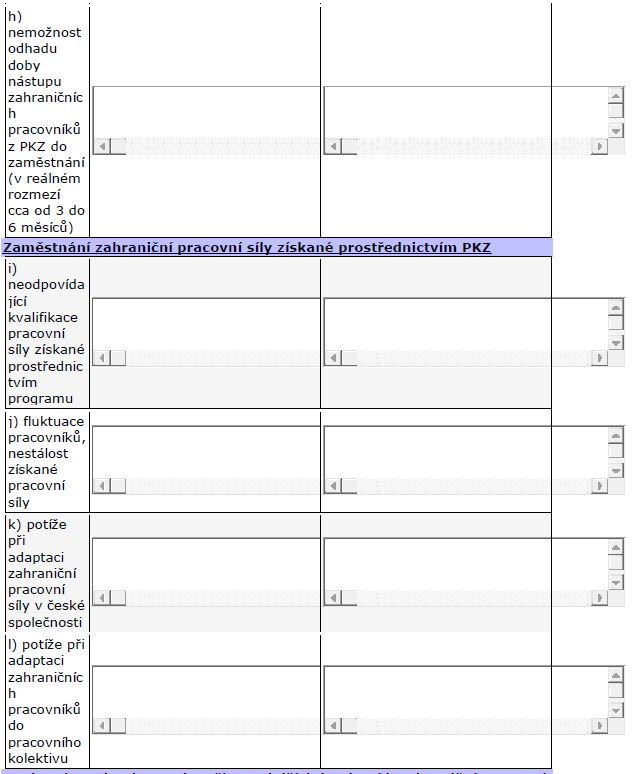 h)
nemožnost
odhadu
doby
nástupu
zahraničníc
h
pracovníků
z PKZ do
zaměstnání
(v reálném
rozmezí
cca od 3 do
6 měsíců)
Zaměstnání zahraniční pracovní síly získané prostřednictvím PKZ
i)
neodpovída
jící
kvalifikace
pracovní
síly získané
prostřednic
tvím
programu
j) fluktuace
pracovníků,
nestálost
získané
pracovní
síly
k) potíže
při
adaptaci
zahraniční
pracovní
síly v české
společnosti
l) potíže při
adaptaci
zahraničníc
h
pracovníků
do
pracovního
kolektivu